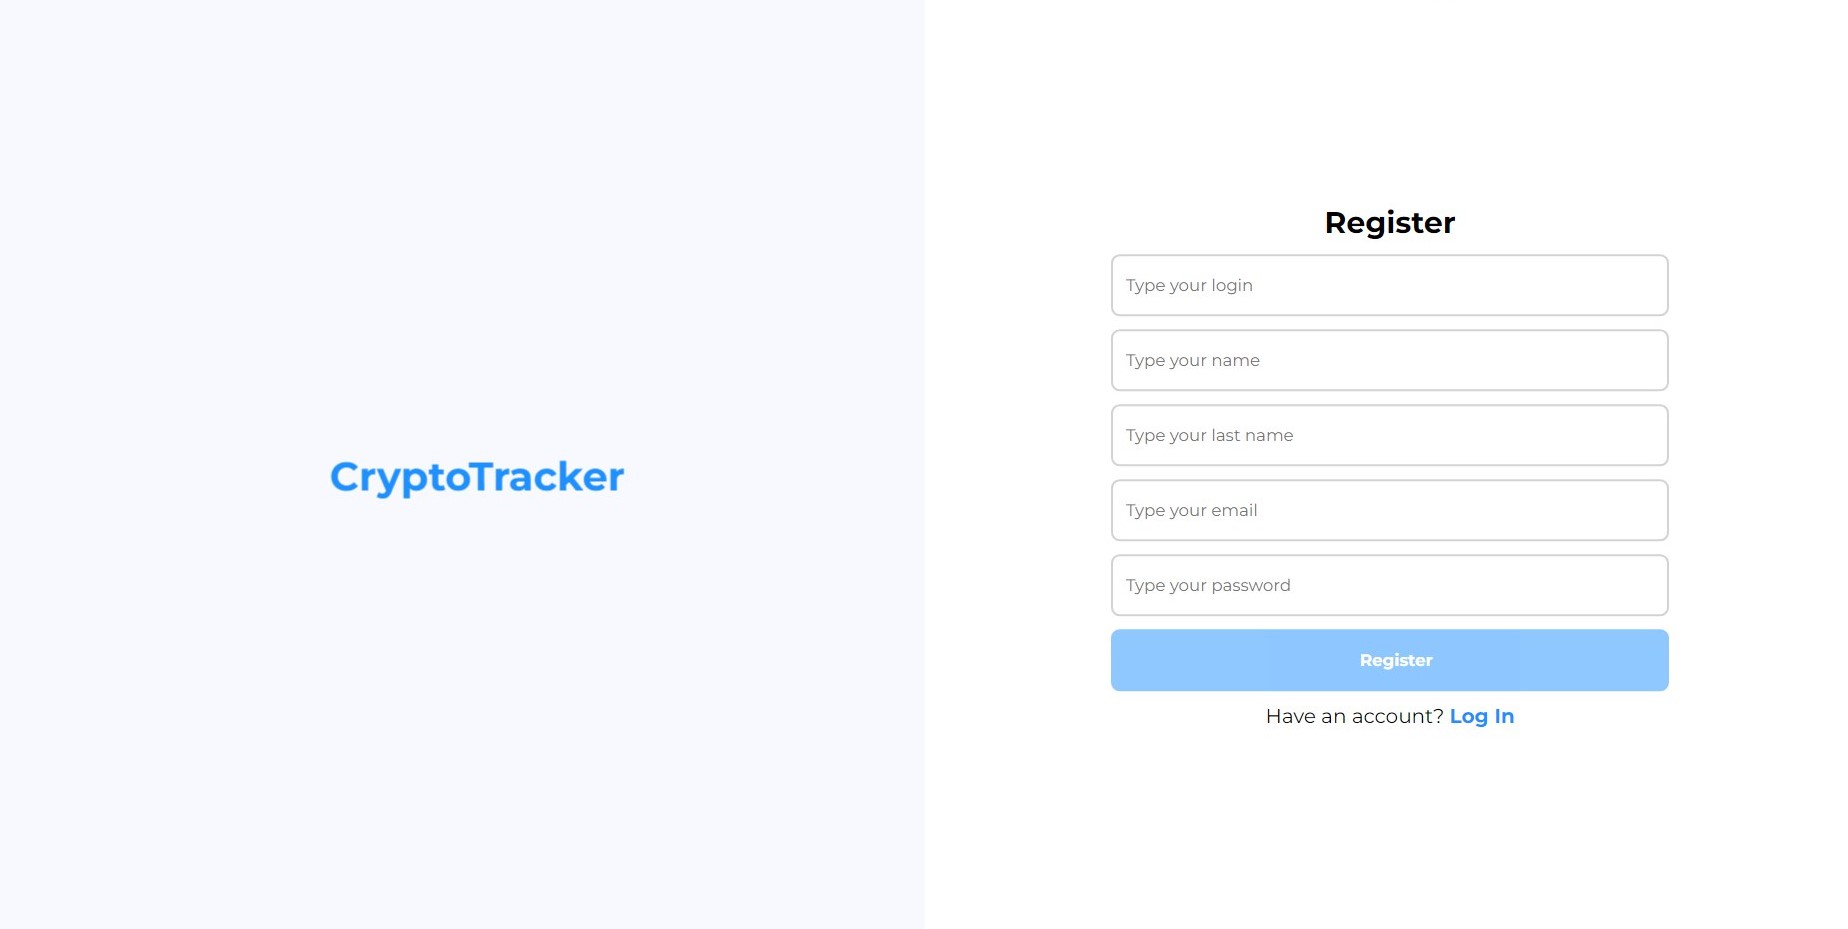 CryptoTracker
Register
Type your login
Type your name
Type your last name
Type your email
Type your password
Register
Have an account? Log In